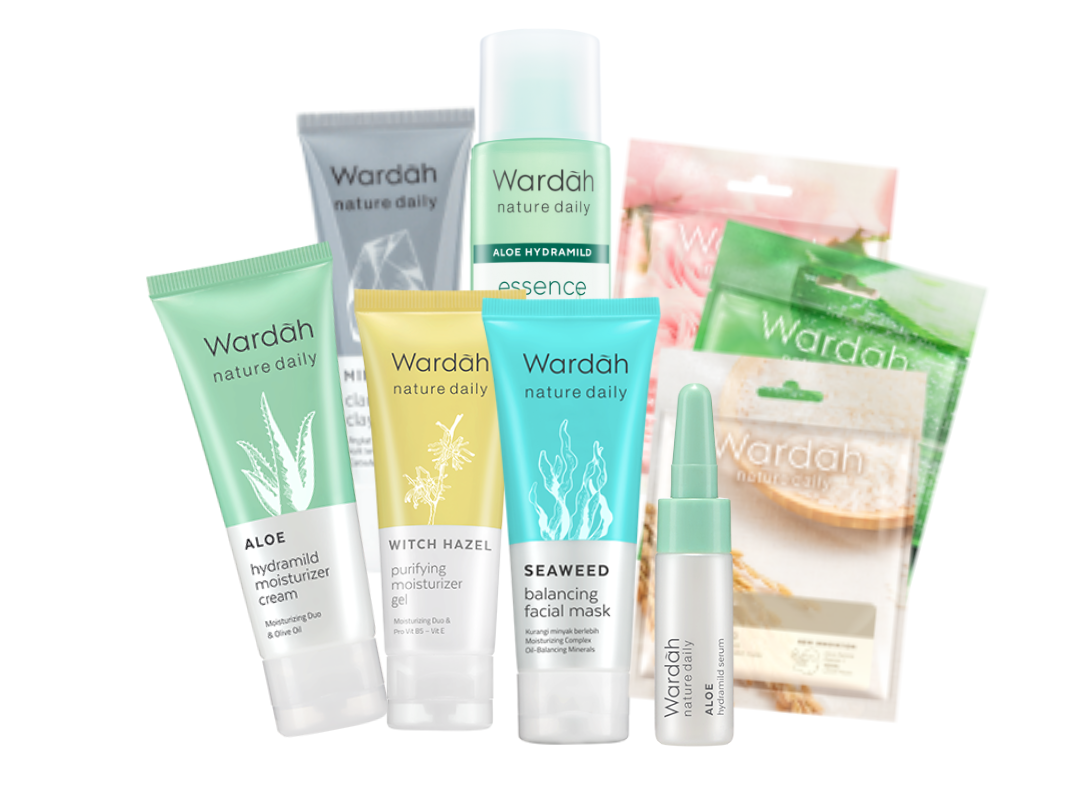 Wardah
nature daily
Wardah
nature daily
ALOE HYDRAMILD
essence
Wardah
nature daily
ALOE
hydramild
moisturizer
cream
Moisturizing Duo
& Olive Oil
Wardah
nature daily
WITCH HAZEL
purifying
moisturizer
gel
Moisturizing Duo &
Pro Vit B5 – Vit E
Wardah
nature daily
SEAWEED
balancing
facial mask
Kurangi minyak berlebih
Moisturizing Complex
Oil-Balancing Minerals
Wardah
nature daily
ALOE
hydramild serum
Wardah
Wardah
nature daily
NEW INNOVATION